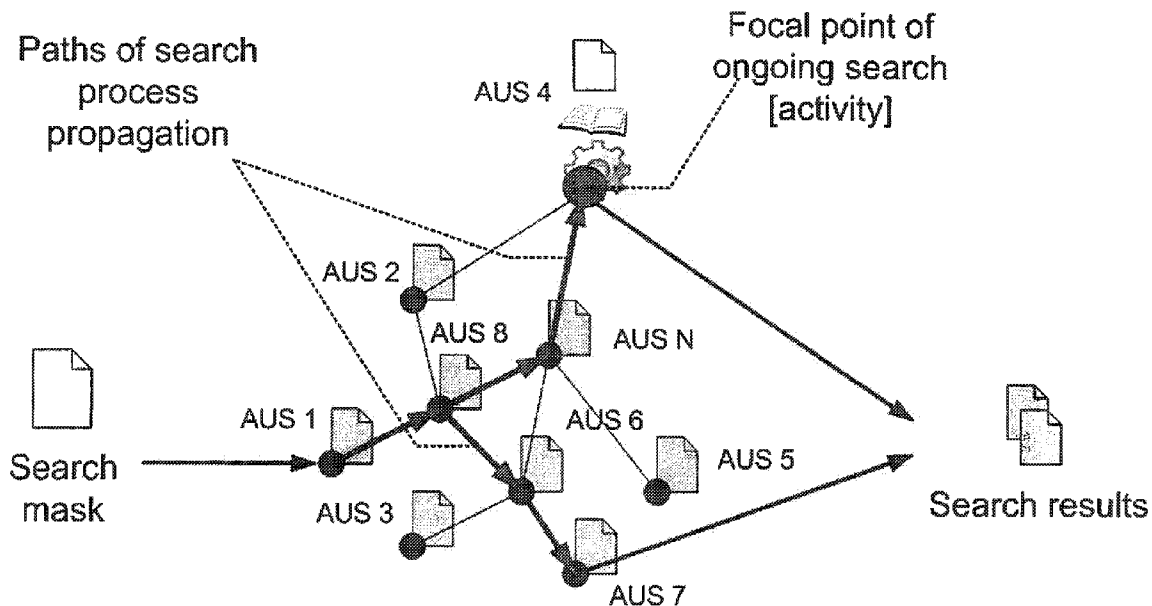 Paths of search
process
propagation
Focal point of
ongoing search
[activity]
AUS 4
AUS 2
AUS 8
AUS N
AUS 1
AUS 6
AUS 5
AUS 3
AUS 7
Search
mask
Search results